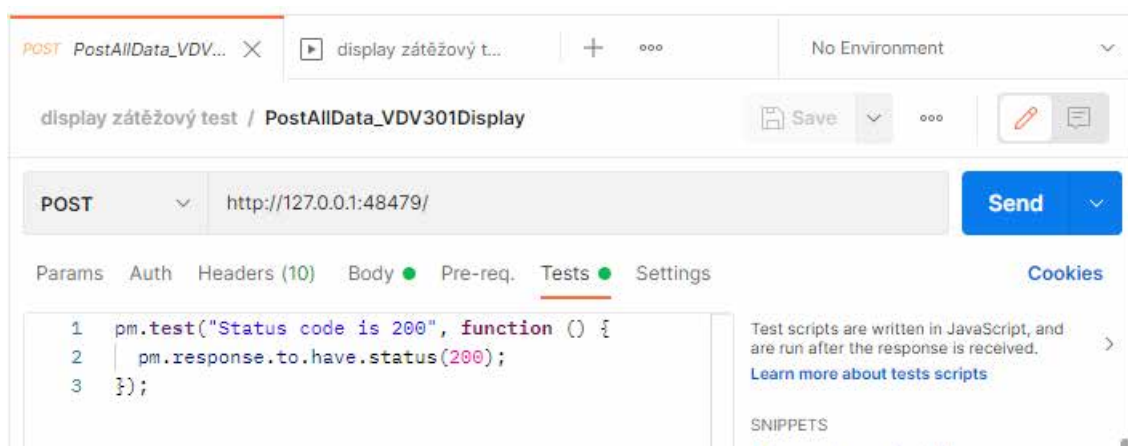 POST PostAllData_VDV... display zátěžový t... No Environment
display zátěžový test / PostAllData_VDV301Display Save
POST http://127.0.0.1:48479/ Send
Params Auth Headers (10) Body Pre-req. Tests Settings Cookies
1 pm.test("Status code is 200", function () {
2 pm.response.to.have.status(200);
3 });
Test scripts are written in JavaScript, and
are run after the response is received.
Learn more about tests scripts
SNIPPETS